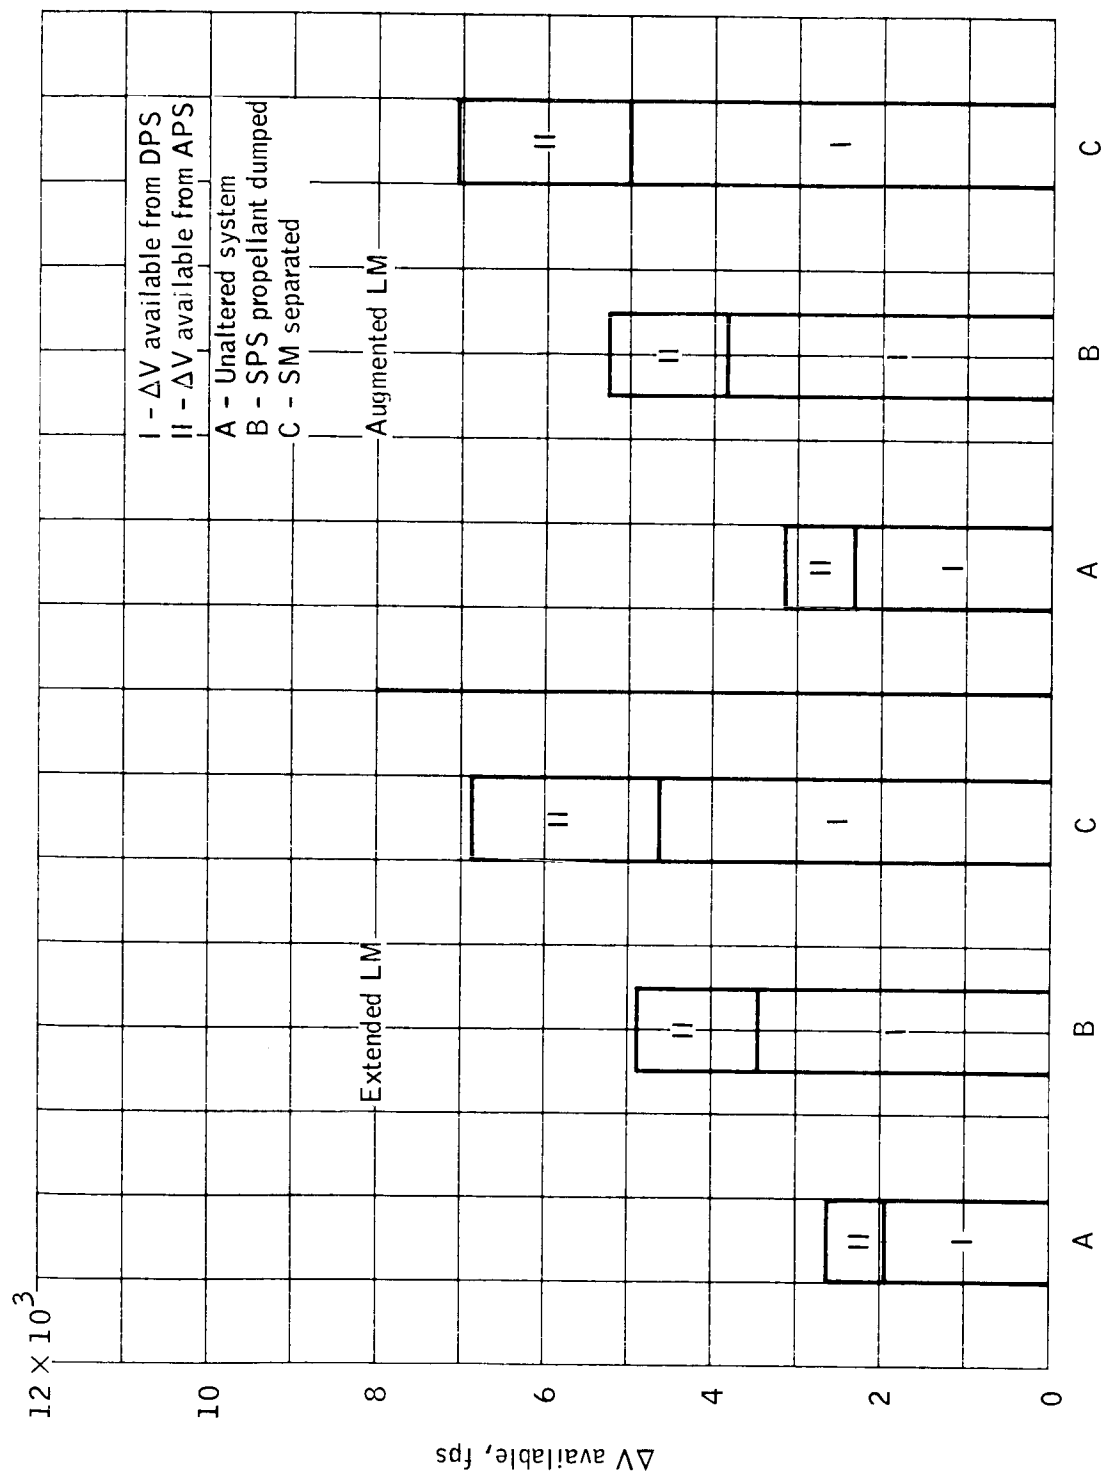 I - ΔV available from DPS
II - ΔV available from APS
A - Unaltered system
B - SPS propellant dumped
C - SM separated
Extended LM
Augmented LM
12 × 10³
10
8
6
4
2
0
ΔV available, fps
II
I
II
I
II
I
II
I
II
I
II
I
A
B
C
A
B
C